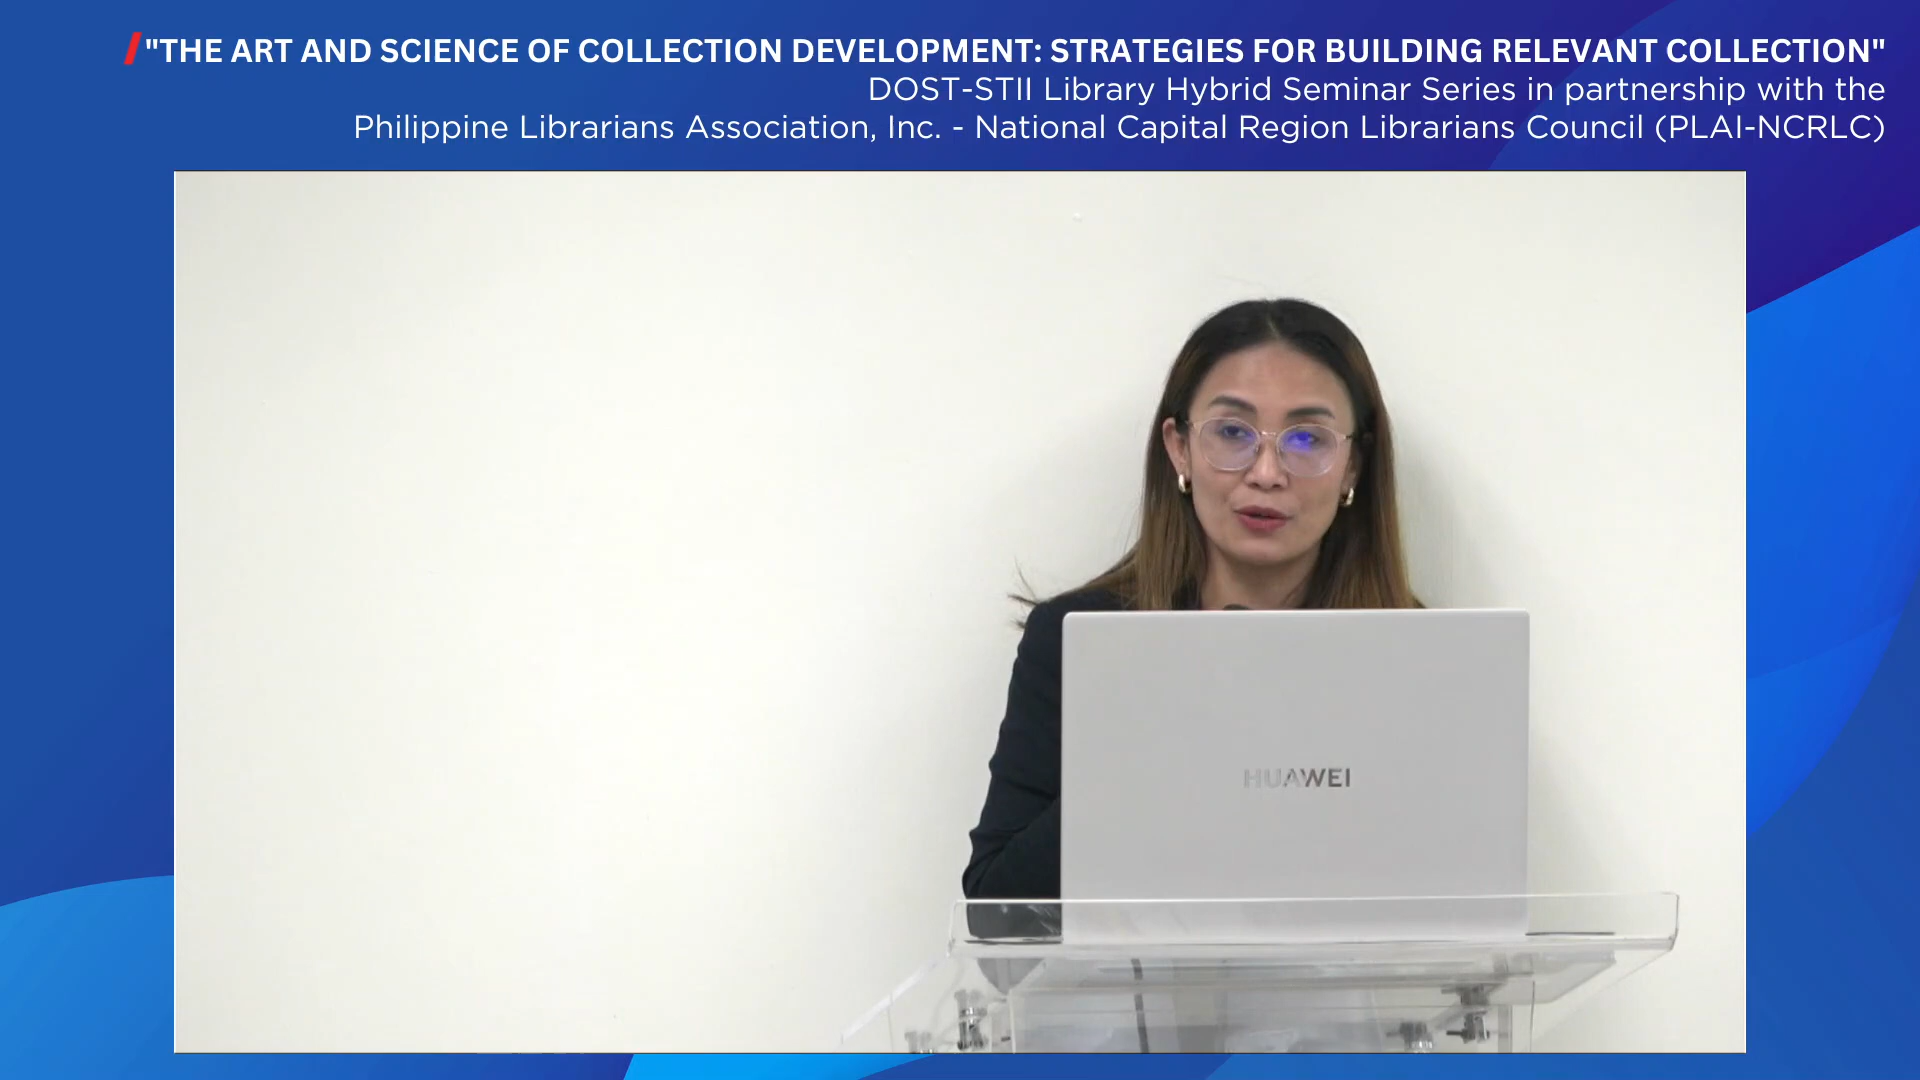 "THE ART AND SCIENCE OF COLLECTION DEVELOPMENT: STRATEGIES FOR BUILDING RELEVANT COLLECTION"
DOST-STII Library Hybrid Seminar Series in partnership with the
Philippine Librarians Association, Inc. - National Capital Region Librarians Council (PLAI-NCRLC)
HUAWEI